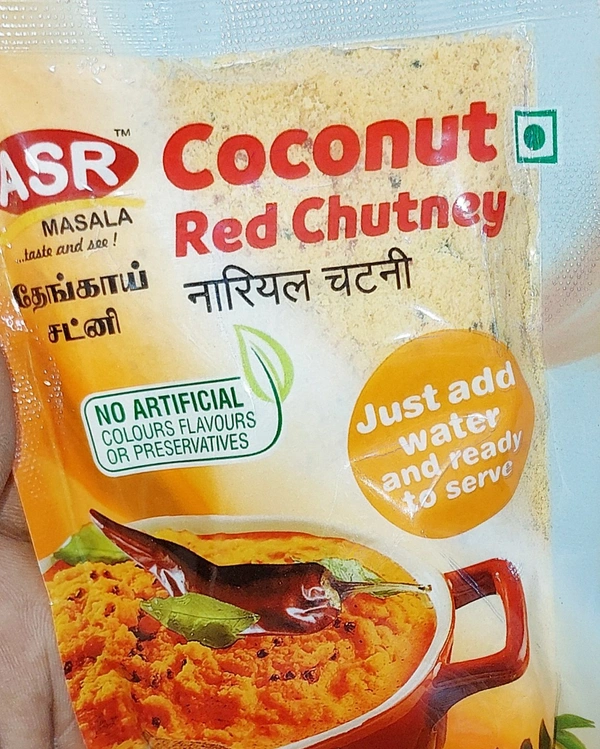 ASR
TM
MASALA
...taste and see !
Coconut
Red Chutney
தேங்காய்
சட்னி
नारियल चटनी
NO ARTIFICIAL
COLOURS FLAVOURS
OR PRESERVATIVES
Just add
water
and ready
to serve